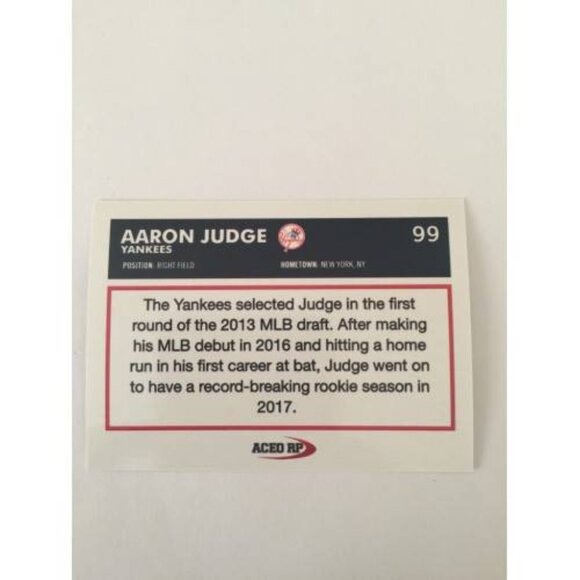 AARON JUDGE 99
YANKEES
POSITION: RIGHT FIELD HOMETOWN: NEW YORK, NY
The Yankees selected Judge in the first
round of the 2013 MLB draft. After making
his MLB debut in 2016 and hitting a home
run in his first career at bat, Judge went on
to have a record-breaking rookie season in
2017.
ACEO RP